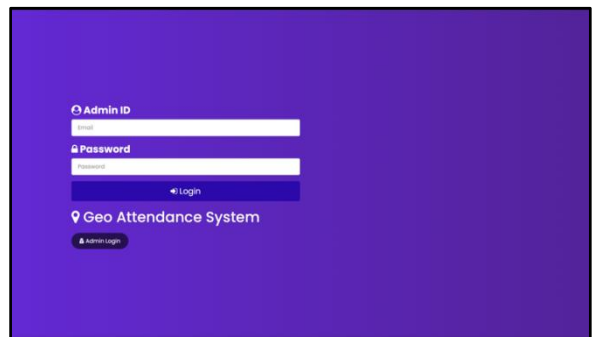 Admin ID
Email
Password
Password
Login
Geo Attendance System
Admin Login